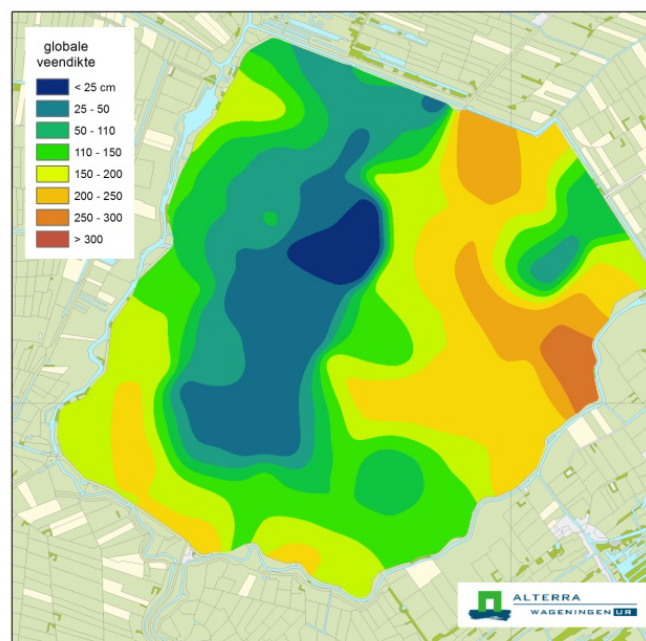 globale
veendikte
< 25 cm
25 - 50
50 - 110
110 - 150
150 - 200
200 - 250
250 - 300
> 300
ALTERRA
WAGENINGEN UR